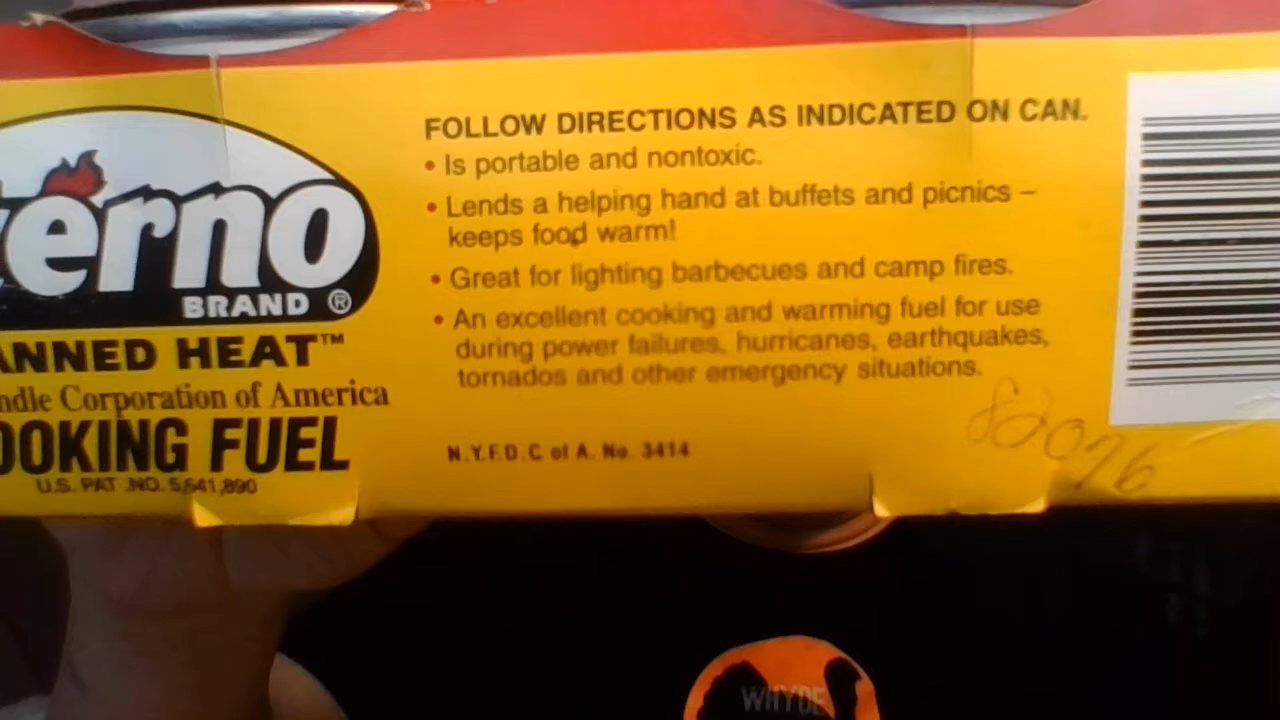 terno
BRAND ®
ANNED HEAT™
ndle Corporation of America
OOKING FUEL
U.S. PAT .NO. 5,641,890
FOLLOW DIRECTIONS AS INDICATED ON CAN.
• Is portable and nontoxic.
• Lends a helping hand at buffets and picnics –
keeps food warm!
• Great for lighting barbecues and camp fires.
• An excellent cooking and warming fuel for use
during power failures, hurricanes, earthquakes,
tornados and other emergency situations.
N.Y.F.D.C of A. No. 3414
82076
WHYDE